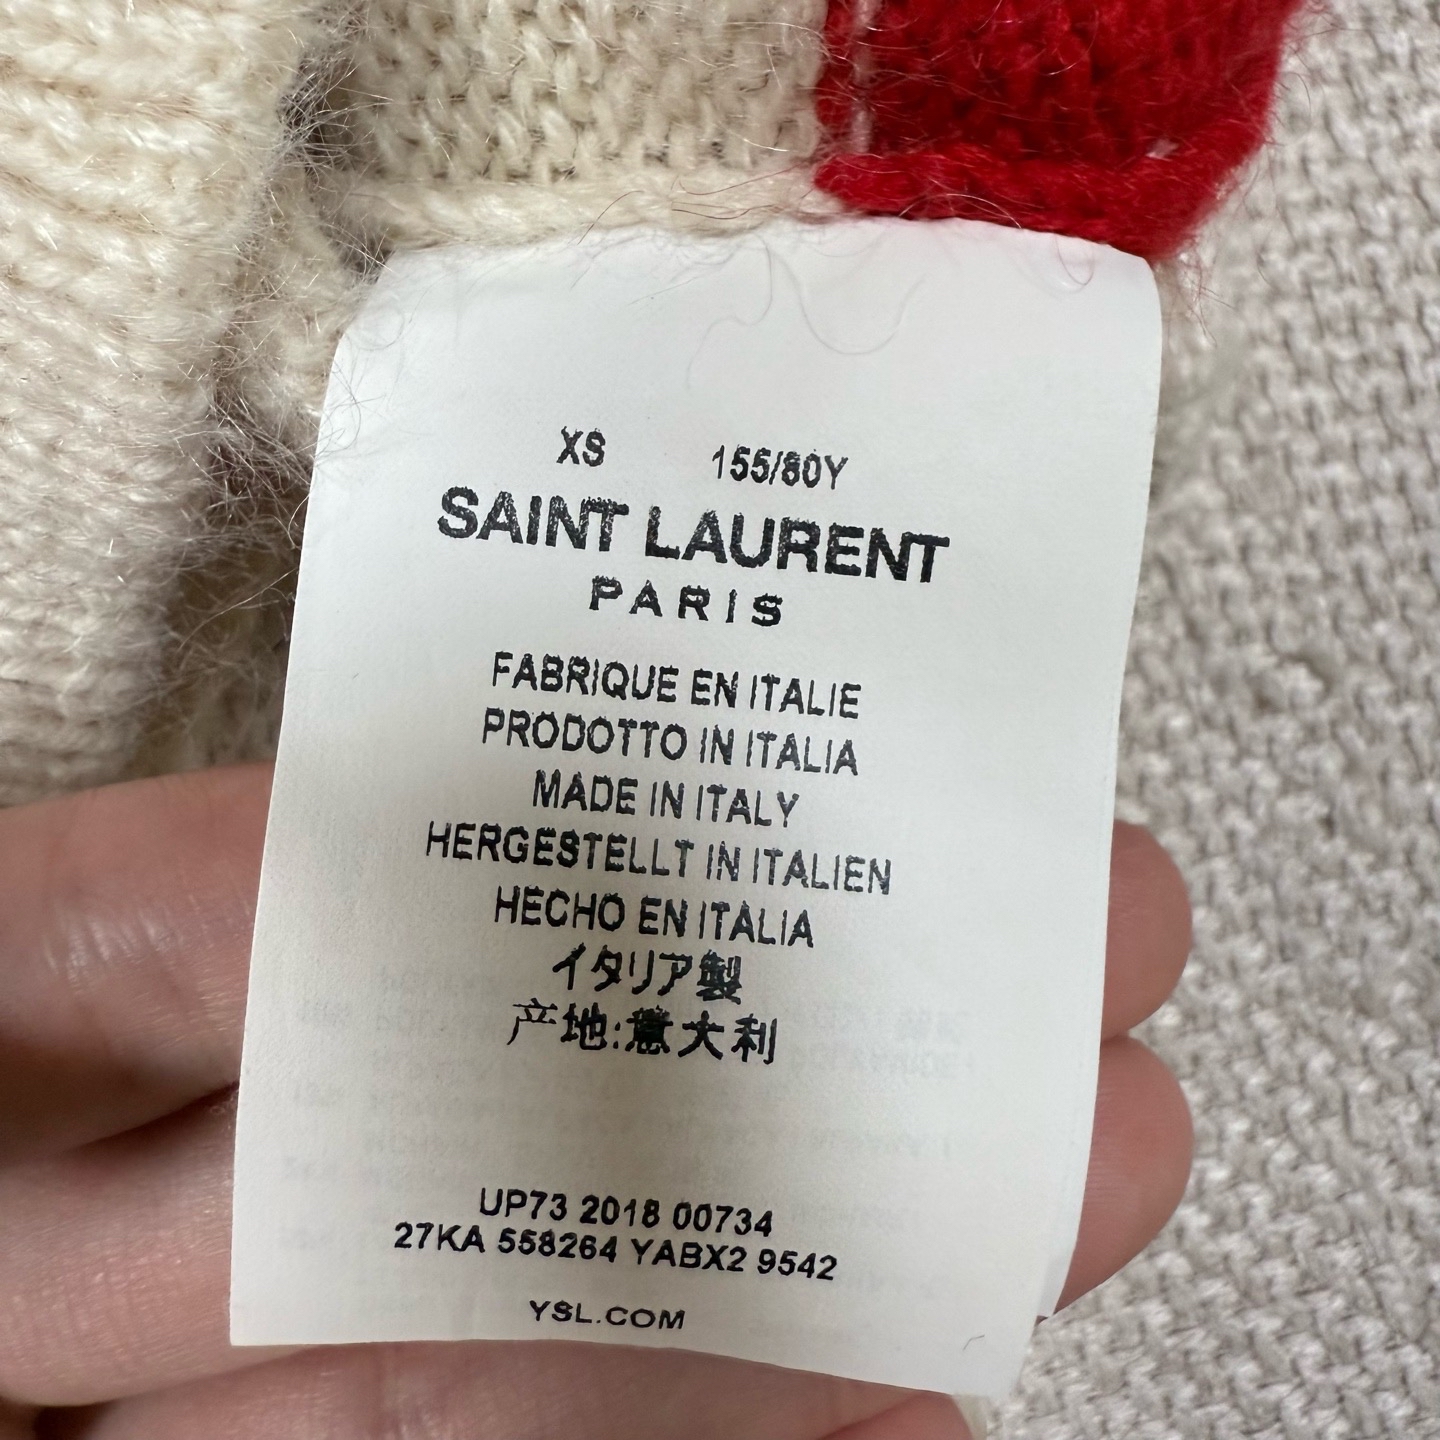 XS 155/80Y
SAINT LAURENT
PARIS
FABRIQUE EN ITALIE
PRODOTTO IN ITALIA
MADE IN ITALY
HERGESTELLT IN ITALIEN
HECHO EN ITALIA
イタリア製
产地:意大利
UP73 2018 00734
27KA 558264 YABX2 9542
YSL.COM